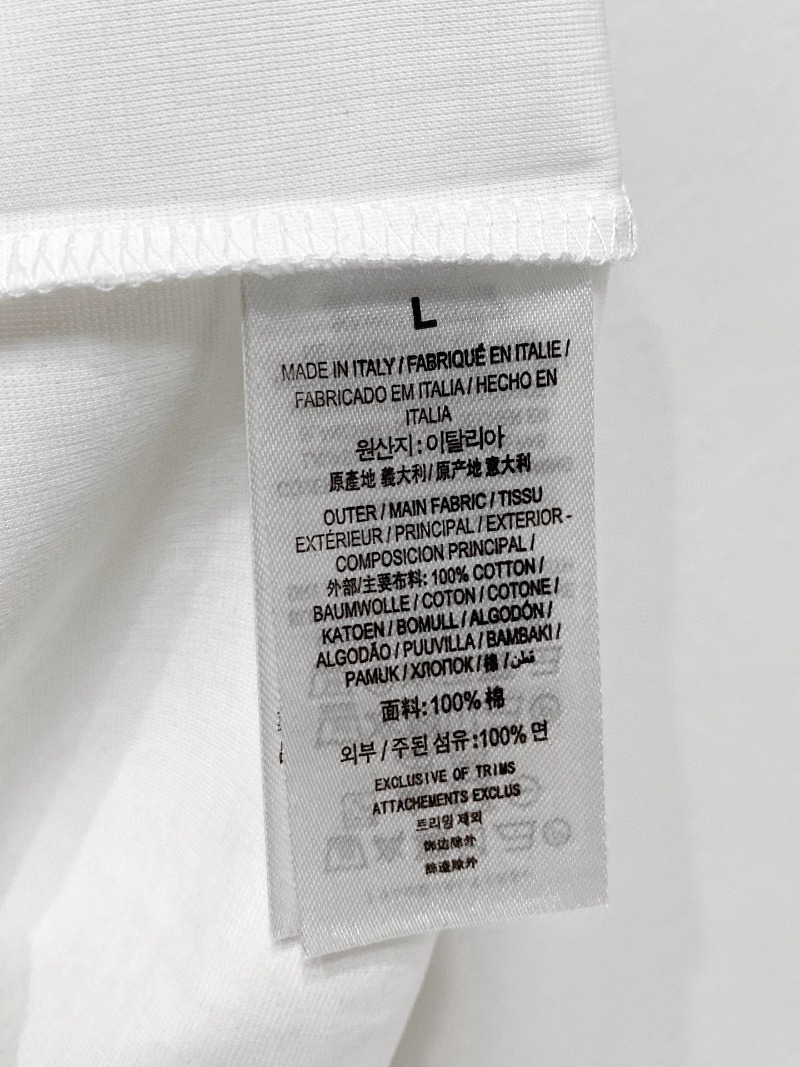 L
MADE IN ITALY / FABRIQUÉ EN ITALIE /
FABRICADO EM ITALIA / HECHO EN
ITALIA
원산지 : 이탈리아
原產地 義大利 / 原产地 意大利
OUTER / MAIN FABRIC / TISSU
EXTÉRIEUR / PRINCIPAL / EXTERIOR -
COMPOSICION PRINCIPAL /
外部/主要布料: 100% COTTON /
BAUMWOLLE / COTON / COTONE /
KATOEN / BOMULL / ALGODÓN /
ALGODÃO / PUUVILLA / BAMBAKI /
PAMUK / ХЛОПОК / 棉 / قطن
面料: 100% 棉
외부 / 주된 섬유 :100% 면
EXCLUSIVE OF TRIMS
ATTACHEMENTS EXCLUS
트리밍 제외
饰边除外
飾邊除外